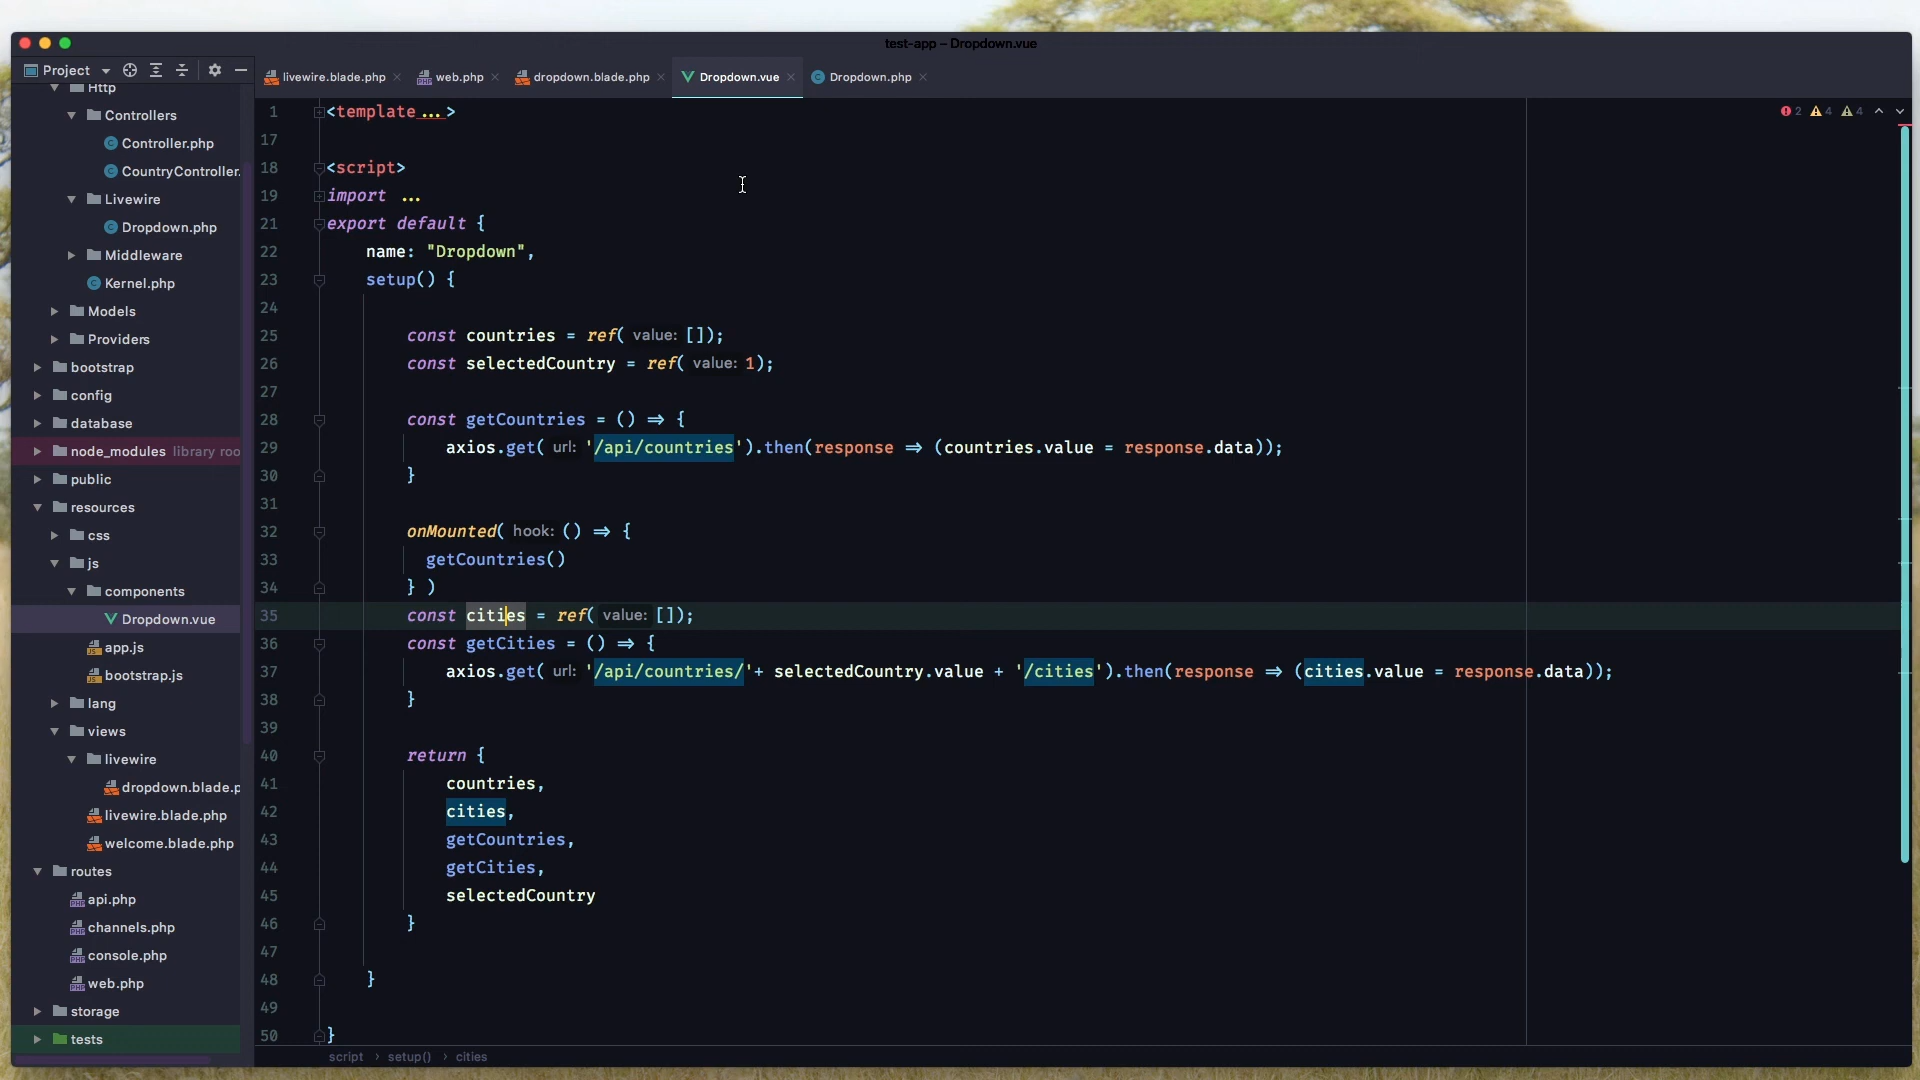 test-app – Dropdown.vue
Project
livewire.blade.php
web.php
dropdown.blade.php
Dropdown.vue
Dropdown.php
Http
Controllers
Controller.php
CountryController.
Livewire
Dropdown.php
Middleware
Kernel.php
Models
Providers
bootstrap
config
database
node_modules library roo
public
resources
css
js
components
Dropdown.vue
app.js
bootstrap.js
lang
views
livewire
dropdown.blade.p
livewire.blade.php
welcome.blade.php
routes
api.php
channels.php
console.php
web.php
storage
tests
2 4 4
1 <template...>
17
18 <script>
19 import ...
21 export default {
22 name: "Dropdown",
23 setup() {
24
25 const countries = ref( value: []);
26 const selectedCountry = ref( value: 1);
27
28 const getCountries = () ⇒ {
29 axios.get( url: '/api/countries').then(response ⇒ (countries.value = response.data));
30 }
31
32 onMounted( hook: () ⇒ {
33 getCountries()
34 } )
35 const cities = ref( value: []);
36 const getCities = () ⇒ {
37 axios.get( url: '/api/countries/'+ selectedCountry.value + '/cities').then(response ⇒ (cities.value = response.data));
38 }
39
40 return {
41 countries,
42 cities,
43 getCountries,
44 getCities,
45 selectedCountry
46 }
47
48 }
49
50 }
script › setup() › cities